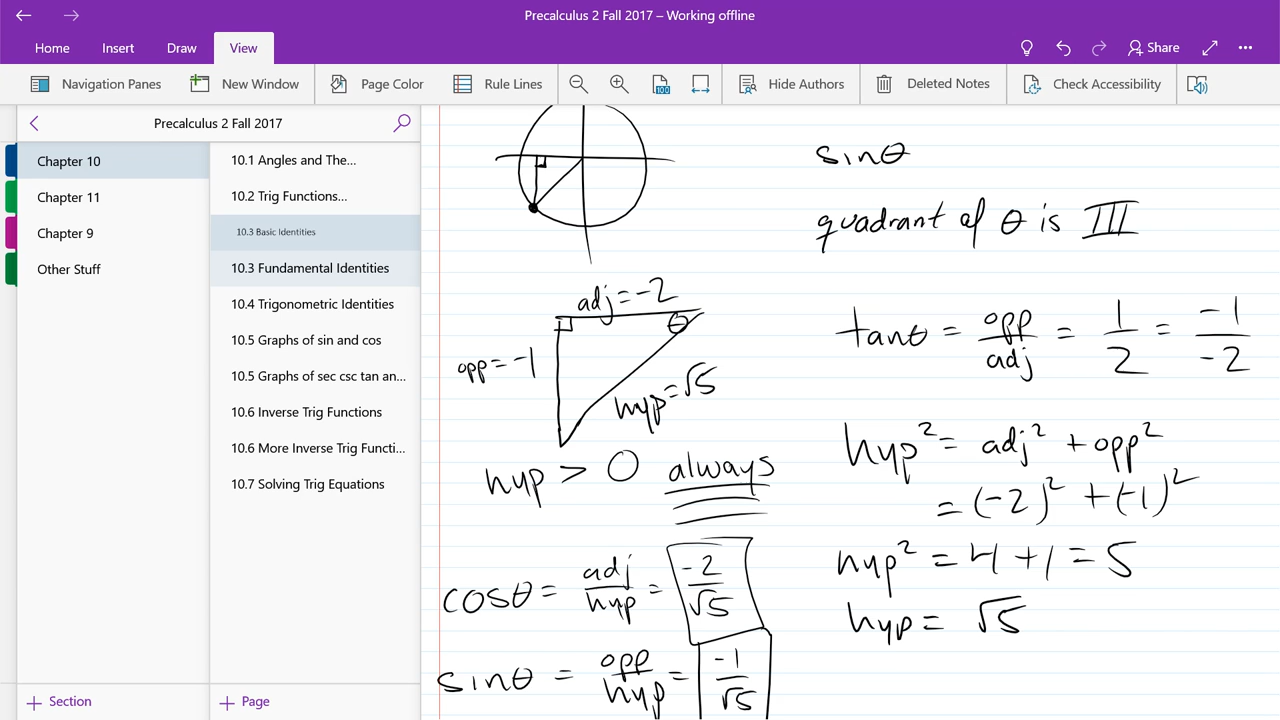 Precalculus 2 Fall 2017 – Working offline
Home Insert Draw View Share
Navigation Panes New Window Page Color Rule Lines 100 Hide Authors Deleted Notes Check Accessibility
Precalculus 2 Fall 2017
Chapter 10
Chapter 11
Chapter 9
Other Stuff
10.1 Angles and The...
10.2 Trig Functions...
10.3 Basic Identities
10.3 Fundamental Identities
10.4 Trigonometric Identities
10.5 Graphs of sin and cos
10.5 Graphs of sec csc tan an...
10.6 Inverse Trig Functions
10.6 More Inverse Trig Functi...
10.7 Solving Trig Equations
+ Section
+ Page
adj = -2
θ
opp = -1
hyp = √5
hyp > 0 always
cosθ = adj/hyp = -2/√5
sinθ = opp/hyp = -1/√5
sinθ
quadrant of θ is III
tanθ = opp/adj = 1/2 = -1/-2
hyp² = adj² + opp²
= (-2)² + (-1)²
hyp² = 4 + 1 = 5
hyp = √5